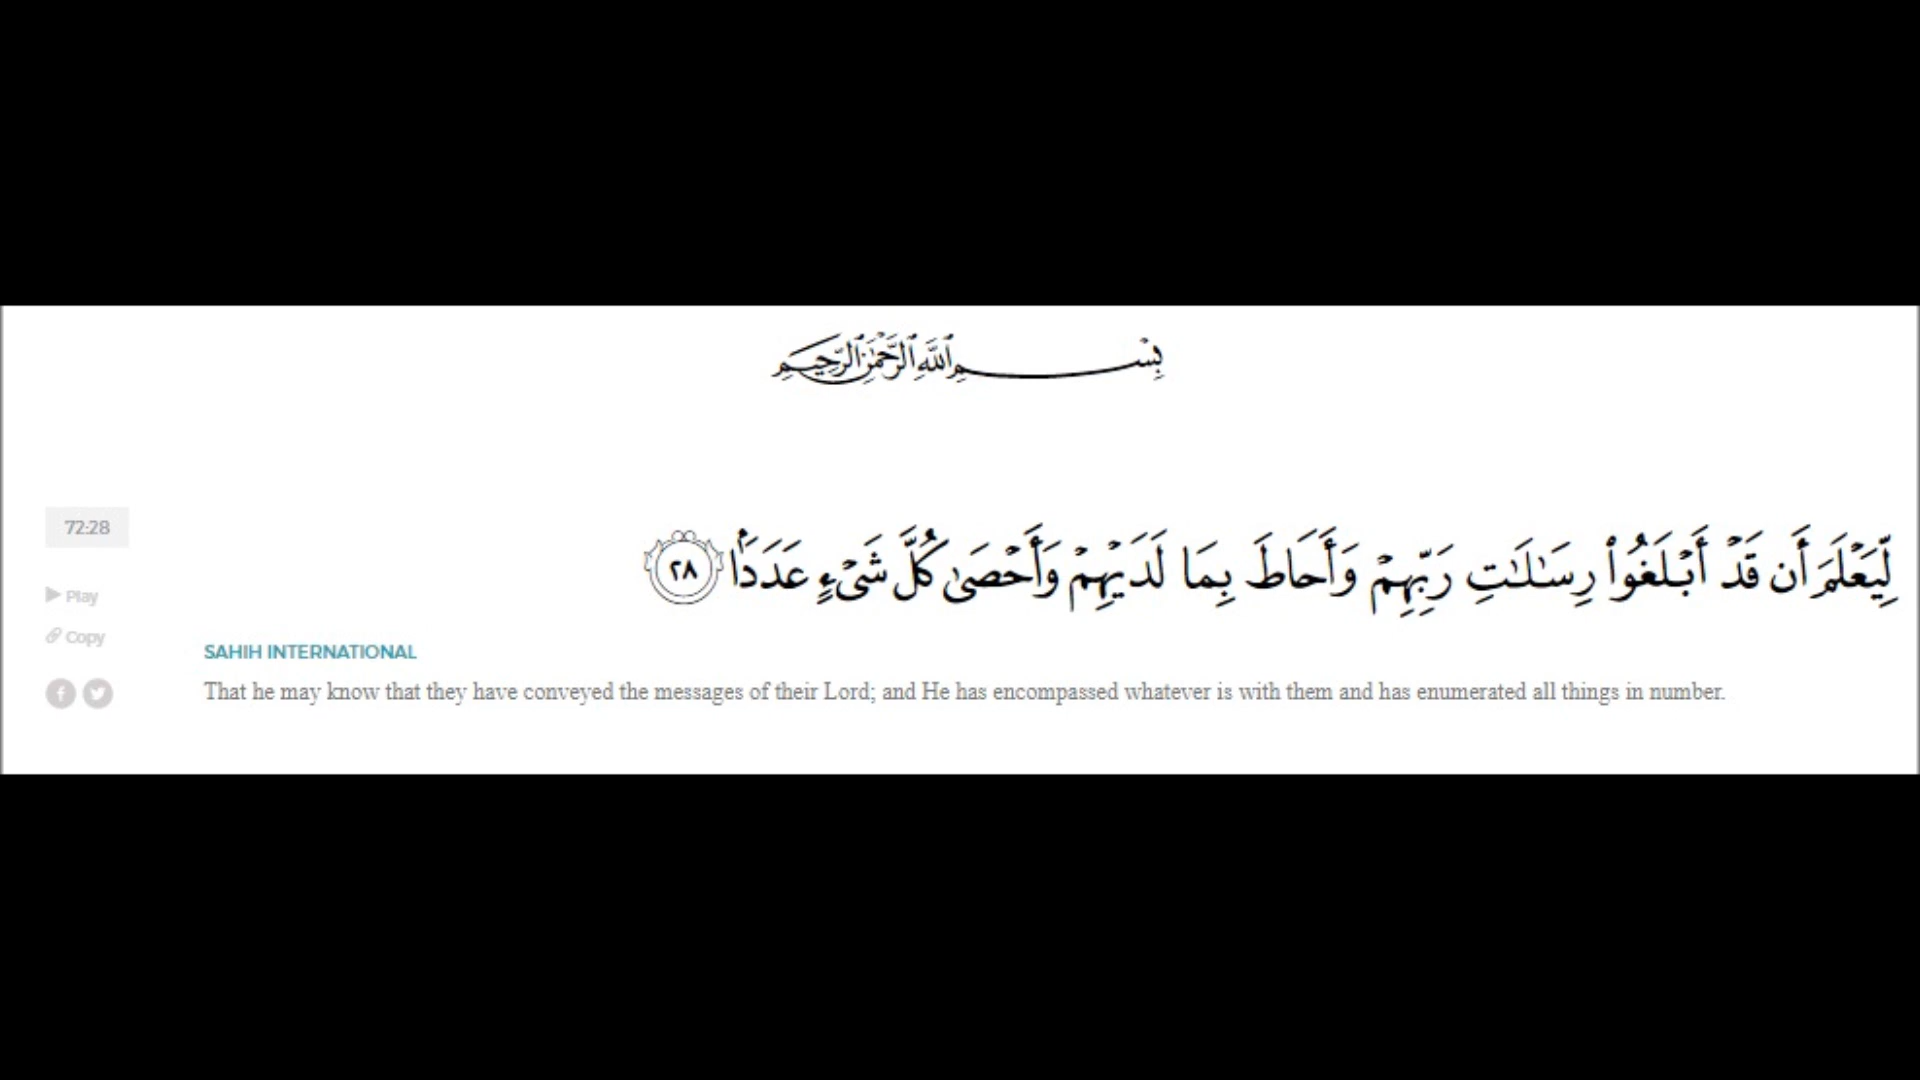 بِسْمِ ٱللَّهِ ٱلرَّحْمَٰنِ ٱلرَّحِيمِ
72:28
لِّيَعْلَمَ أَن قَدْ أَبْلَغُوا۟ رِسَـٰلَـٰتِ رَبِّهِمْ وَأَحَاطَ بِمَا لَدَيْهِمْ وَأَحْصَىٰ كُلَّ شَىْءٍ عَدَدًۢا ٢٨
Play
Copy
SAHIH INTERNATIONAL
That he may know that they have conveyed the messages of their Lord; and He has encompassed whatever is with them and has enumerated all things in number.